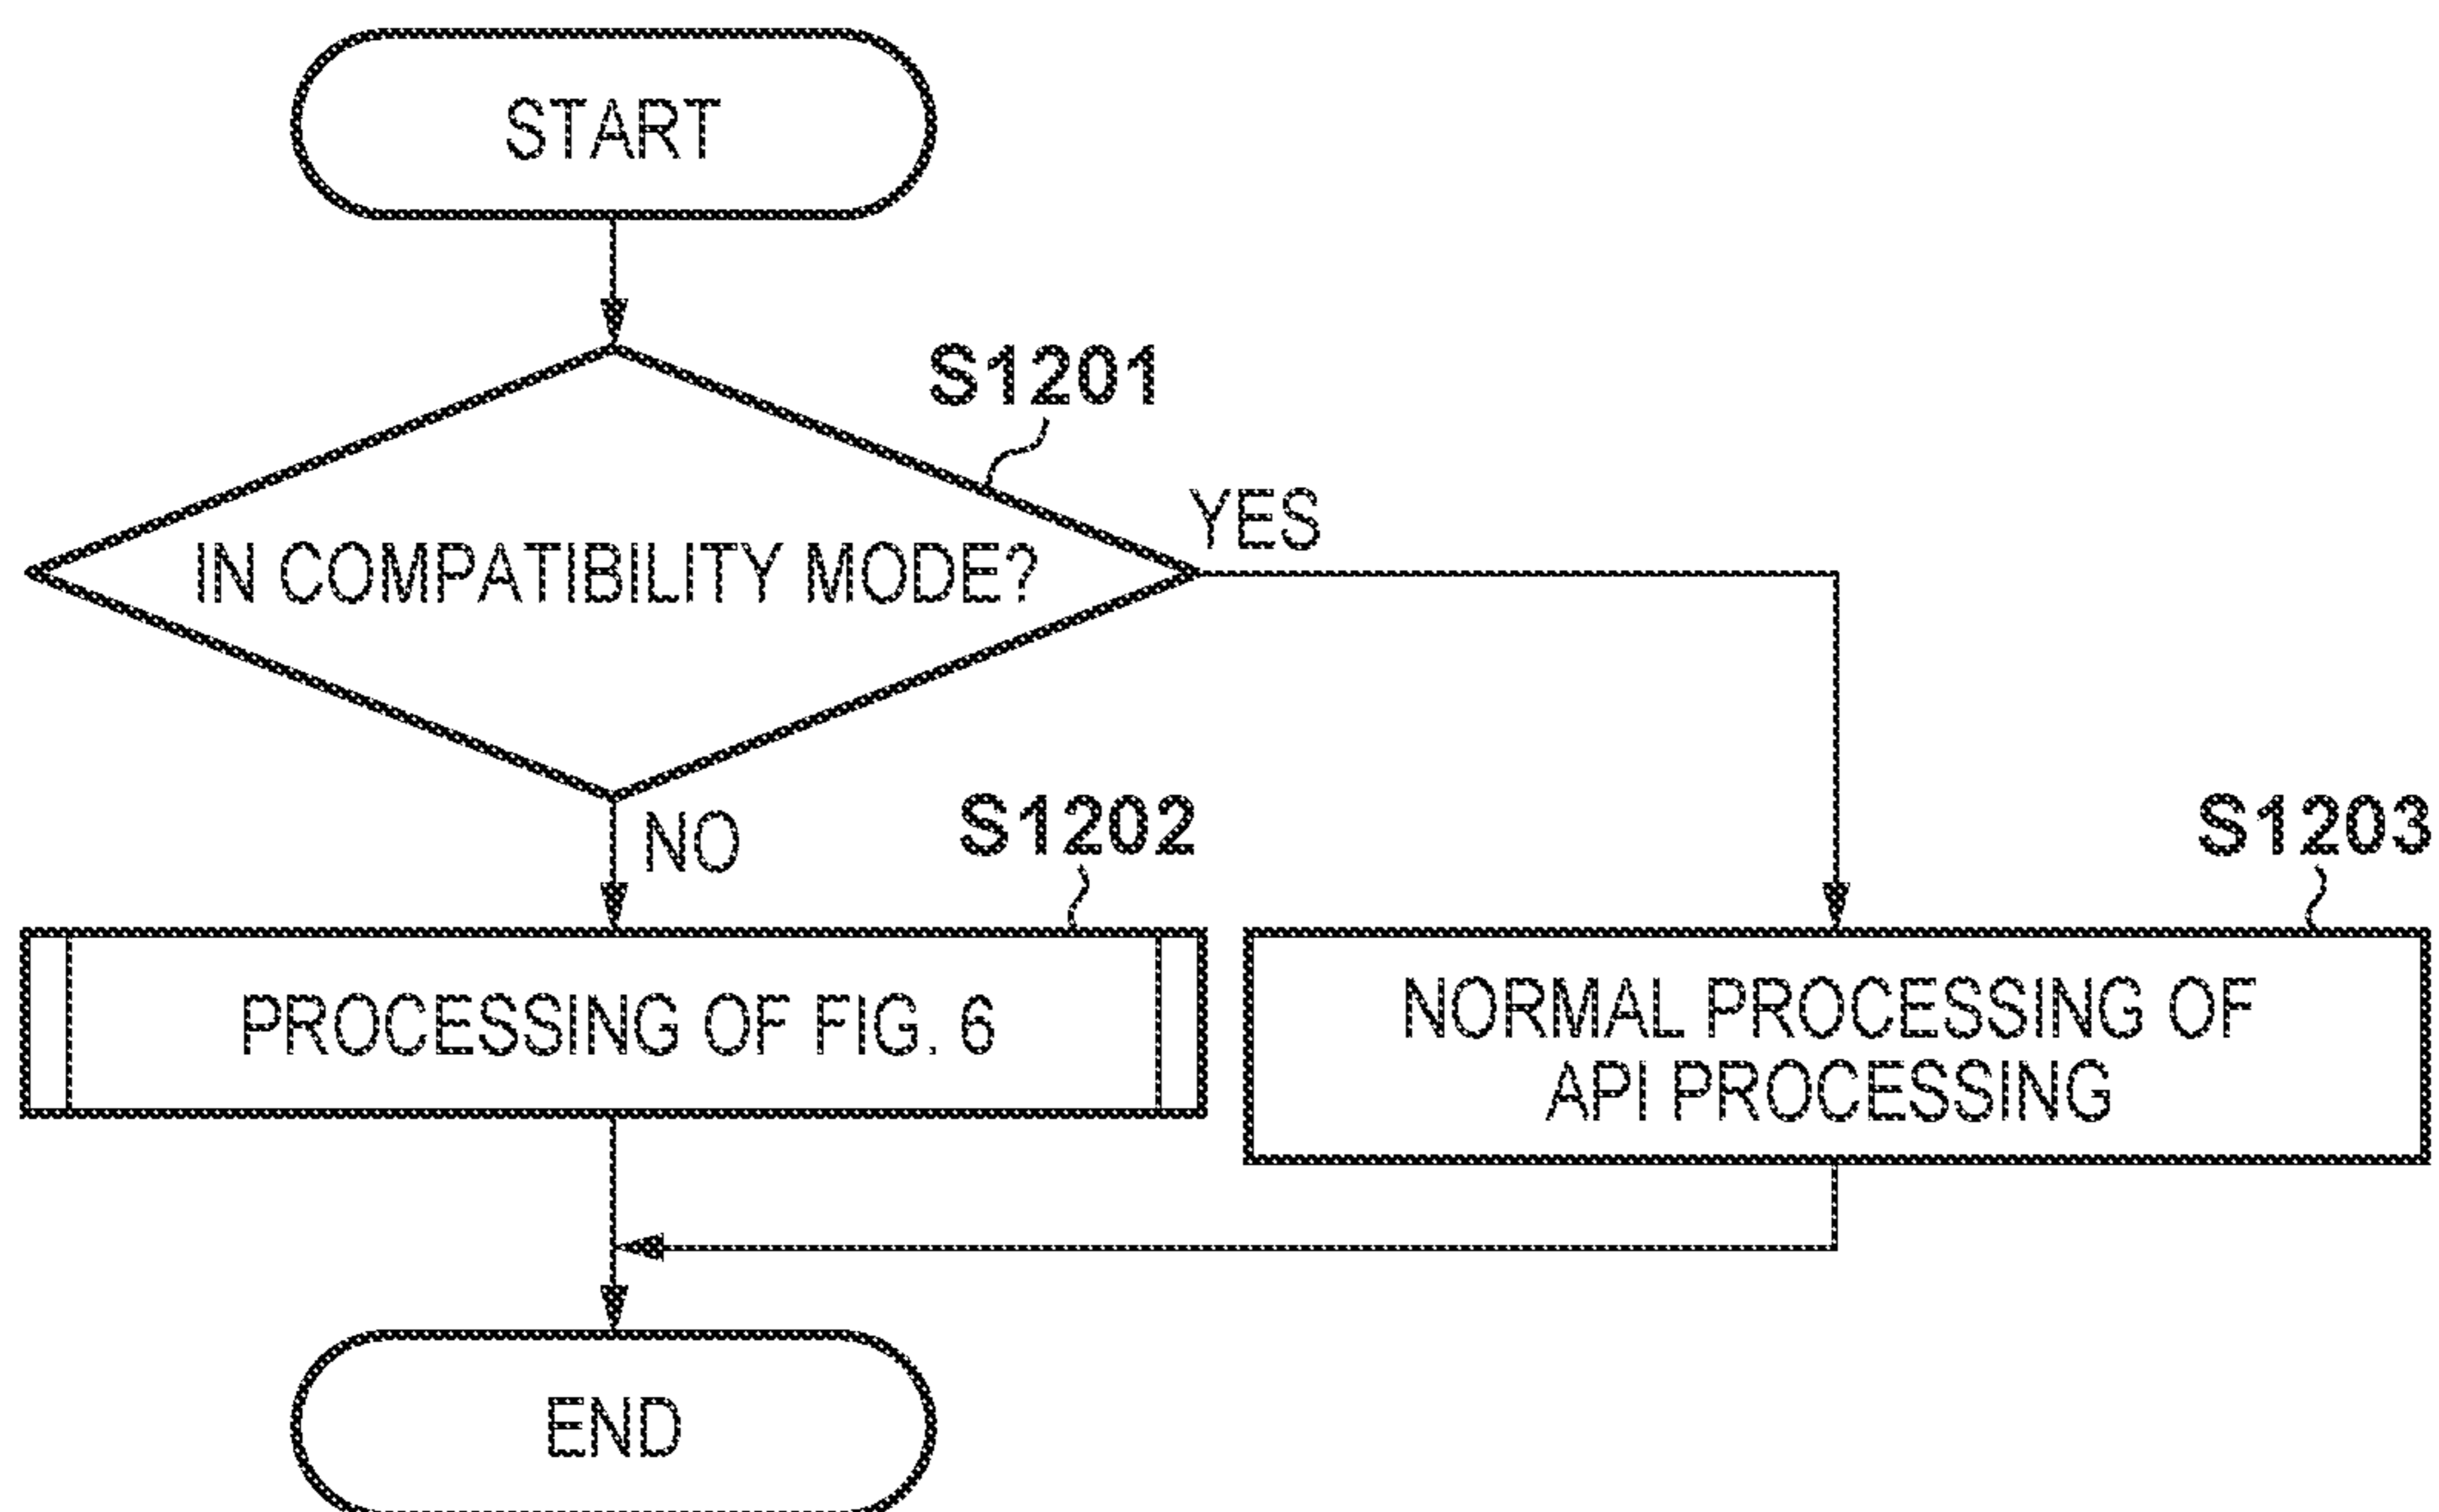 START
S1201
YES
IN COMPATIBILITY MODE?
NO
S1202
S1203
PROCESSING OF FIG. 6
NORMAL PROCESSING OF
API PROCESSING
END